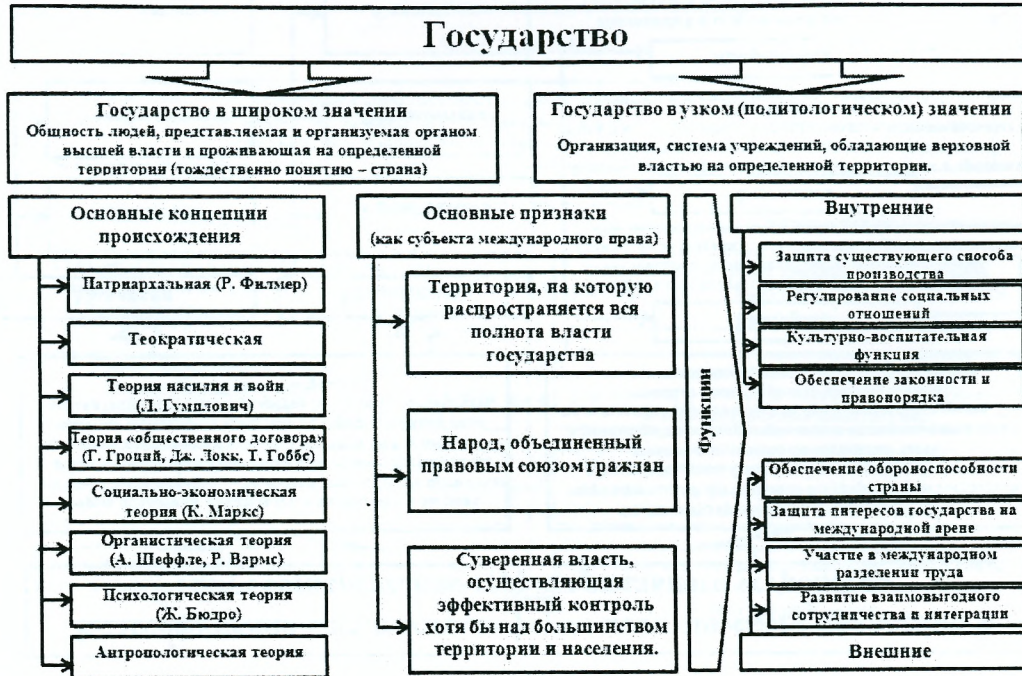 Государство
Государство в широком значении
Общность людей, представляемая и организуемая органом
высшей власти и проживающая на определенной
территории (тождественно понятию – страна)
Государство в узком (политологическом) значении
Организация, система учреждений, обладающие верховной
властью на определенной территории.
Основные концепции
происхождения
Патриархальная (Р. Филмер)
Теократическая
Теория насилия и войн
(Л. Гумплович)
Теория «общественного договора»
(Г. Гроций, Дж. Локк, Т. Гоббс)
Социально-экономическая
теория (К. Маркс)
Органистическая теория
(А. Шеффле, Р. Вармс)
Психологическая теория
(Ж. Бюдро)
Антропологическая теория
Основные признаки
(как субъекта международного права)
Территория, на которую
распространяется вся
полнота власти
государства
Народ, объединенный
правовым союзом граждан
Суверенная власть,
осуществляющая
эффективный контроль
хотя бы над большинством
территории и населения.
Функции
Внутренние
Защита существующего способа
производства
Регулирование социальных
отношений
Культурно-воспитательная
функция
Обеспечение законности и
правопорядка
Обеспечение обороноспособности
страны
Защита интересов государства на
международной арене
Участие в международном
разделении труда
Развитие взаимовыгодного
сотрудничества и интеграции
Внешние